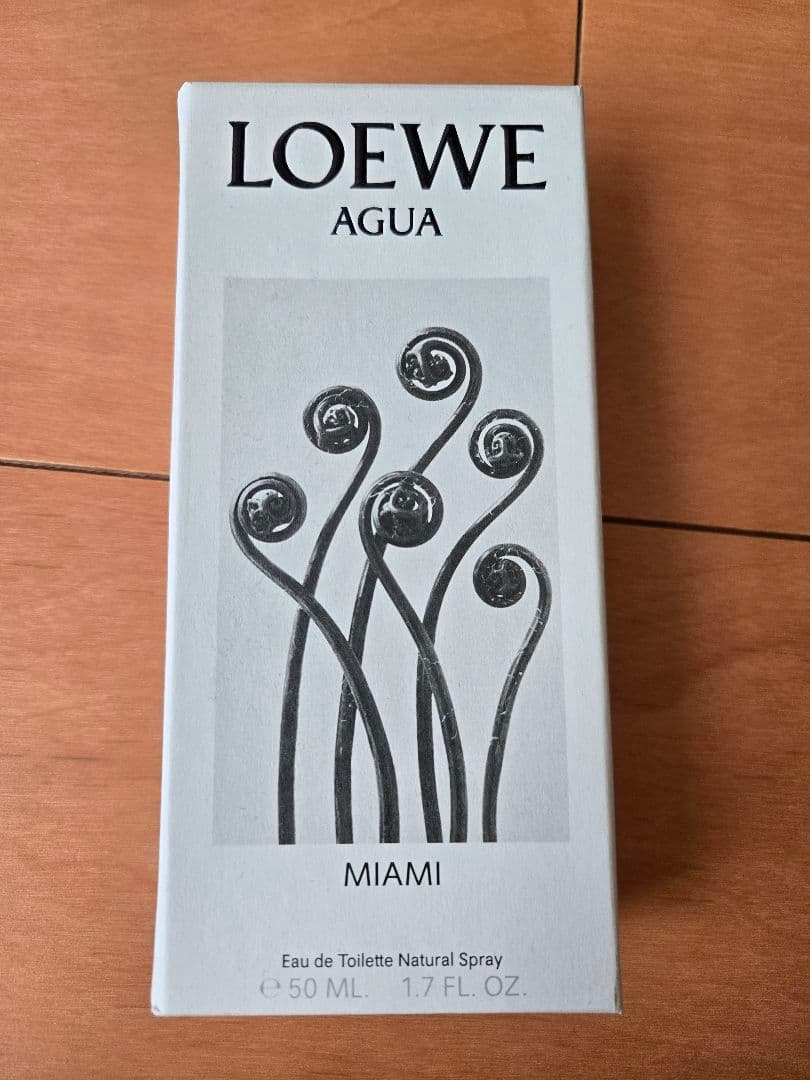 LOEWE
AGUA
MIAMI
Eau de Toilette Natural Spray
℮ 50 ML. 1.7 FL. OZ.